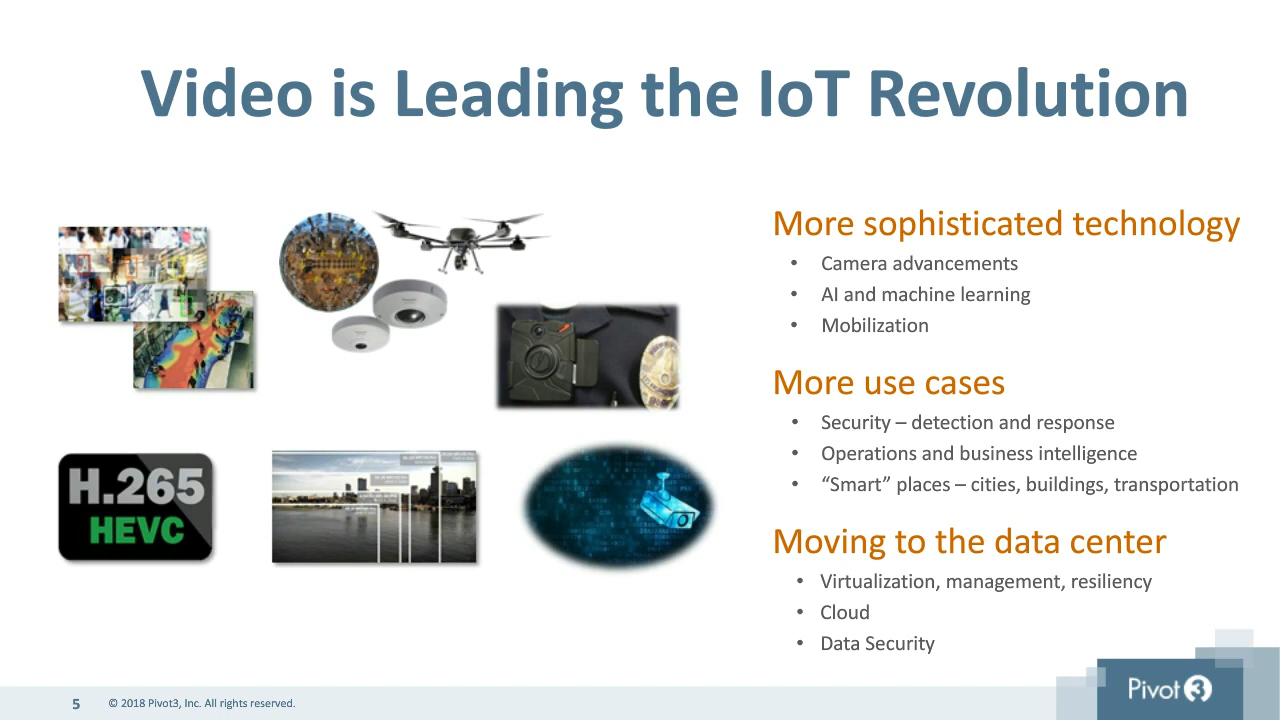 Video is Leading the IoT Revolution
More sophisticated technology
• Camera advancements
• AI and machine learning
• Mobilization
More use cases
• Security – detection and response
• Operations and business intelligence
• “Smart” places – cities, buildings, transportation
Moving to the data center
• Virtualization, management, resiliency
• Cloud
• Data Security
H.265
HEVC
5
© 2018 Pivot3, Inc. All rights reserved.
Pivot3